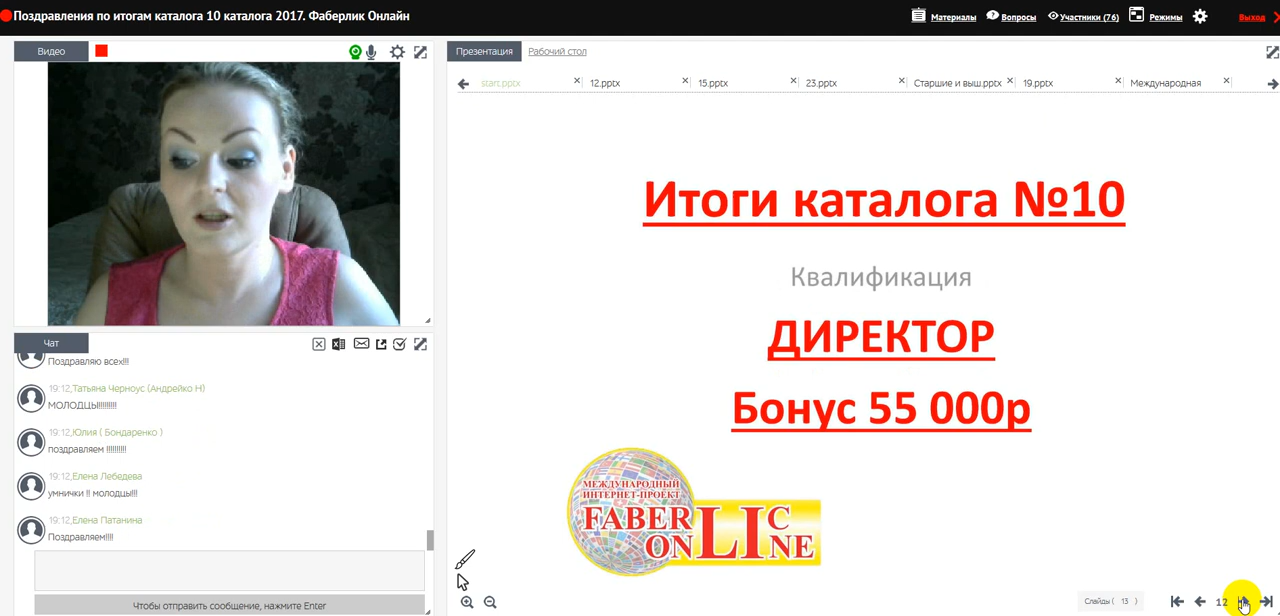 Поздравления по итогам каталога 10 каталога 2017. Фаберлик Онлайн
Материалы Вопросы Участники (76) Режимы Выход
Видео
Презентация Рабочий стол
start.pptx 12.pptx 15.pptx 23.pptx Старшие и выш.pptx 19.pptx Международная
Итоги каталога №10
Квалификация
ДИРЕКТОР
Бонус 55 000р
МЕЖДУНАРОДНЫЙ
ИНТЕРНЕТ-ПРОЕКТ
FABERLIC
ONLINE
Чат
Поздравляю всех!!!
19:12,Татьяна Черноус (Андрейко Н)
МОЛОДЦЫ!!!!!!!!!!
19:12,Юлия ( Бондаренко )
поздравляем !!!!!!!!!!
19:12,Елена Лебедева
умнички !! молодцы!!!
19:12,Елена Патанина
Поздравляем!!!!
Чтобы отправить сообщение, нажмите Enter
Слайды ( 13 ) 12